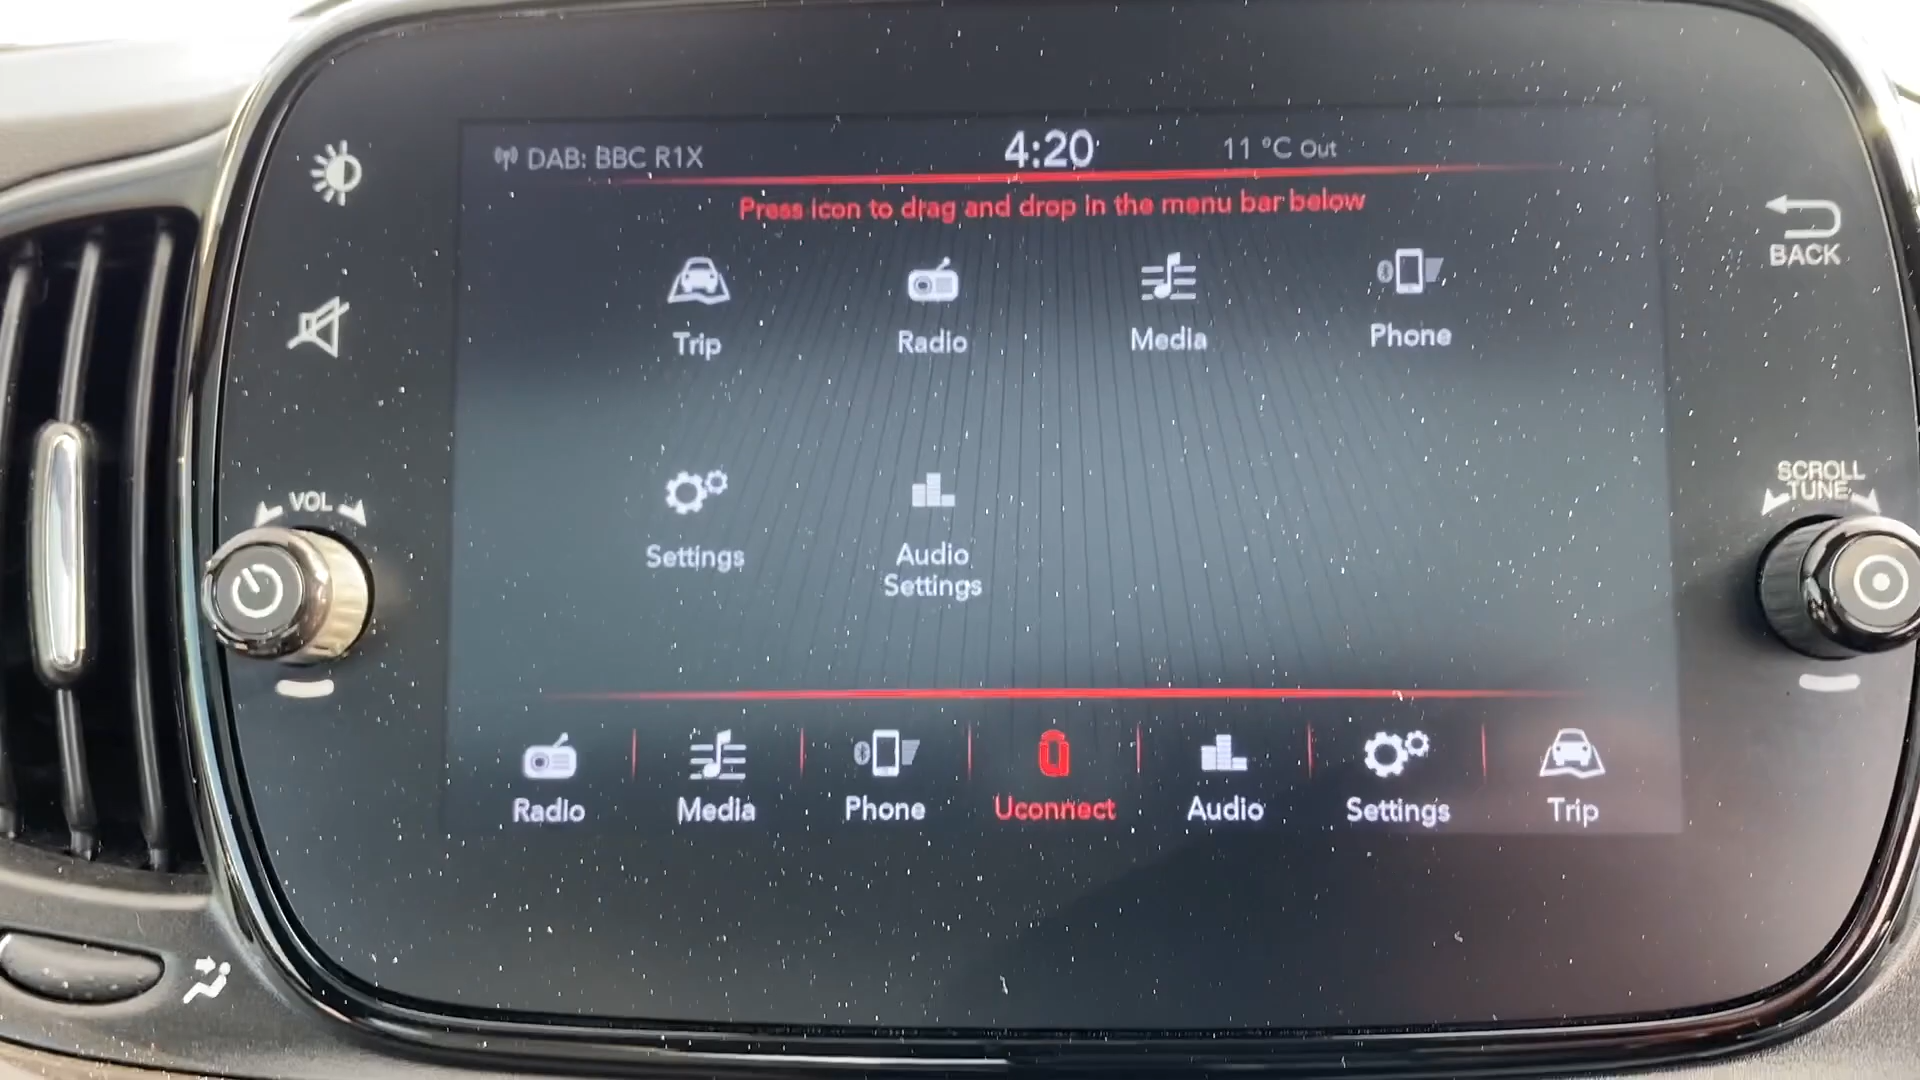 DAB: BBC R1X 4:20 11 °C Out
Press icon to drag and drop in the menu bar below
BACK
Trip Radio Media Phone
VOL
SCROLL
TUNE
Settings Audio
Settings
Radio Media Phone Uconnect Audio Settings Trip